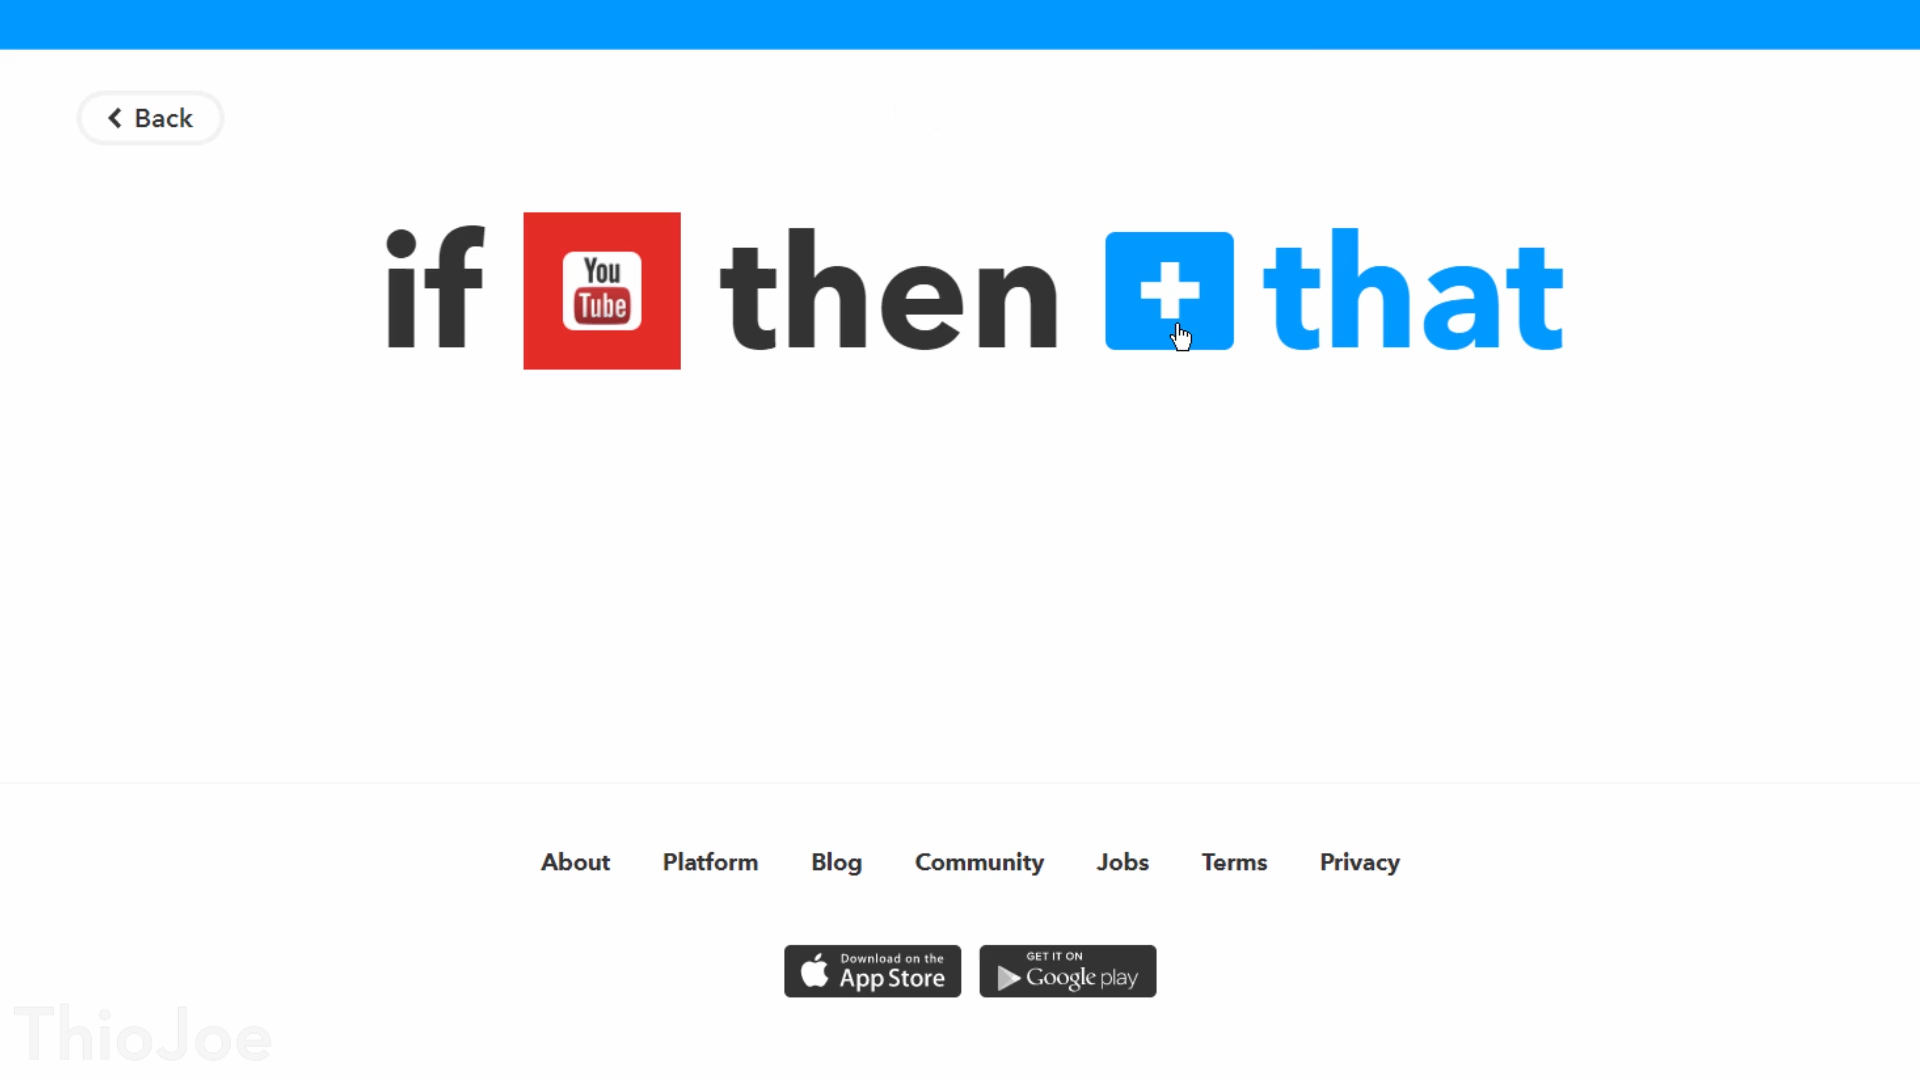 Back
if You Tube then + that
About Platform Blog Community Jobs Terms Privacy
Download on the App Store
GET IT ON Google play
ThioJoe